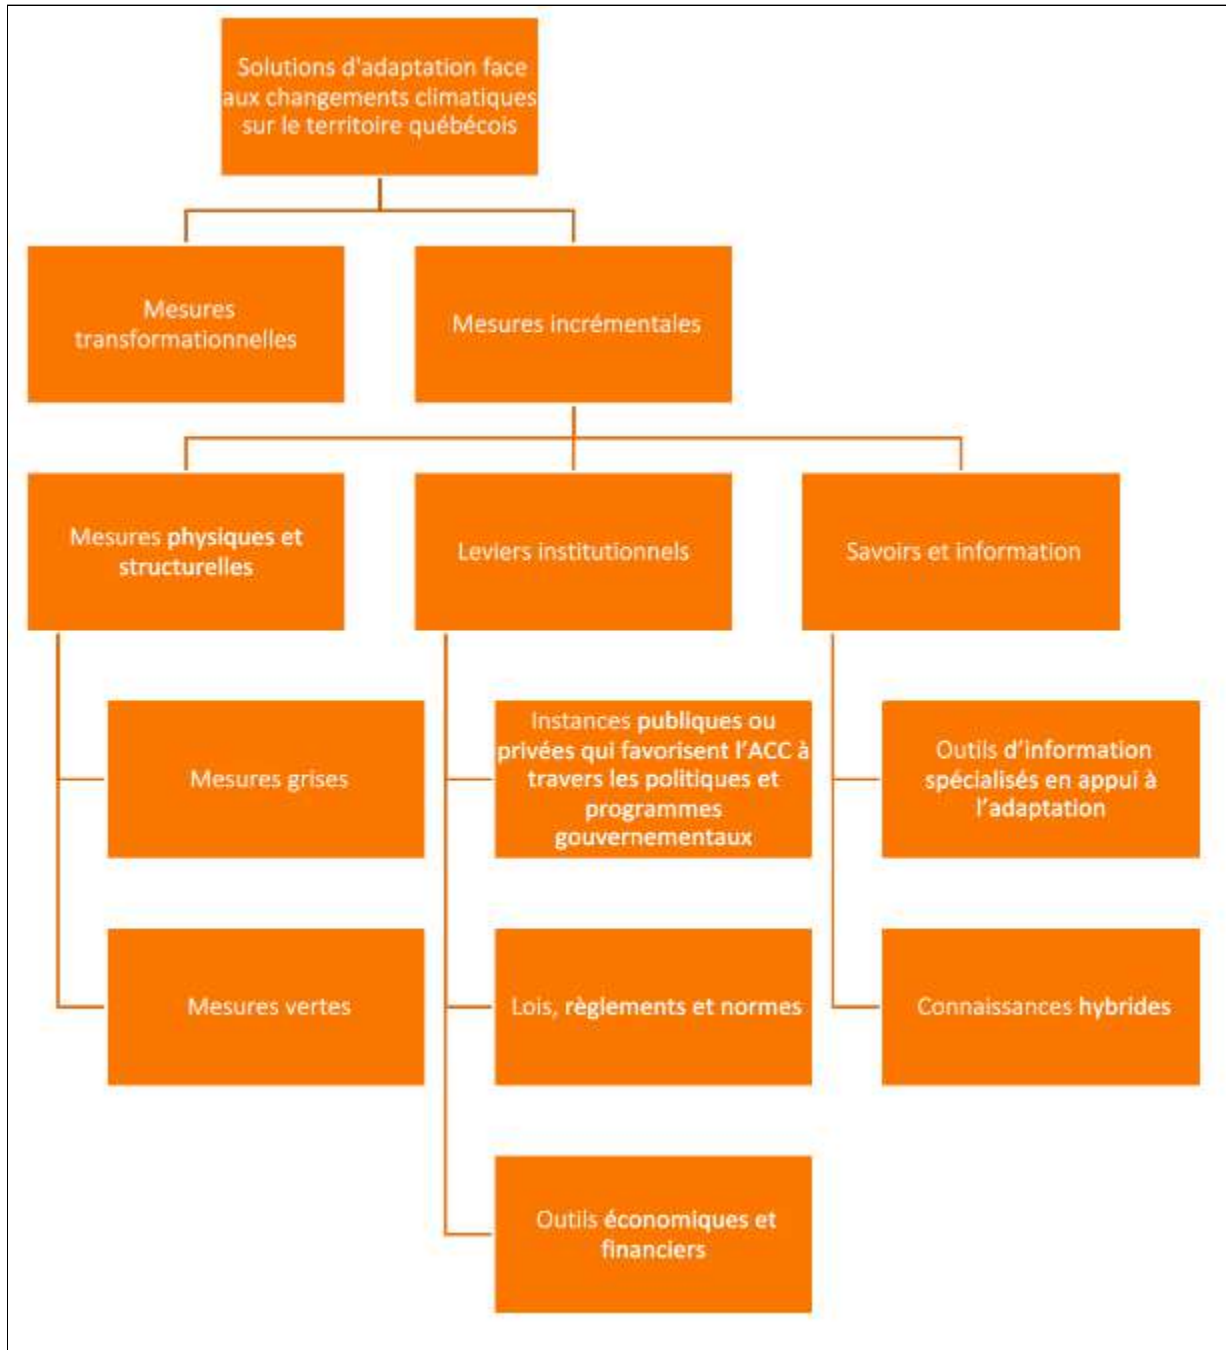 Solutions d'adaptation face
aux changements climatiques
sur le territoire québécois
Mesures
transformationnelles
Mesures incrémentales
Mesures physiques et
structurelles
Leviers institutionnels
Savoirs et information
Mesures grises
Instances publiques ou
privées qui favorisent l’ACC à
travers les politiques et
programmes
gouvernementaux
Outils d’information
spécialisés en appui à
l’adaptation
Mesures vertes
Lois, règlements et normes
Connaissances hybrides
Outils économiques et
financiers